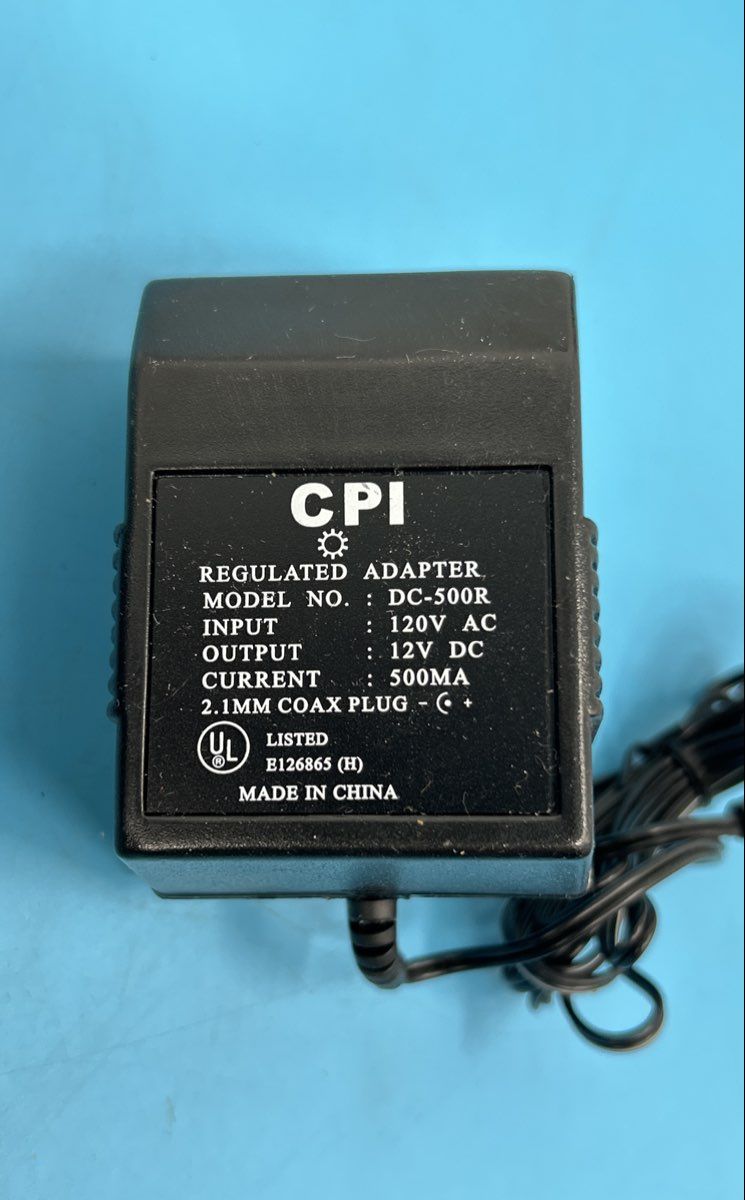 CPI
REGULATED ADAPTER
MODEL NO. : DC-500R
INPUT : 120V AC
OUTPUT : 12V DC
CURRENT : 500MA
2.1MM COAX PLUG - +
UL
®
LISTED
E126865 (H)
MADE IN CHINA